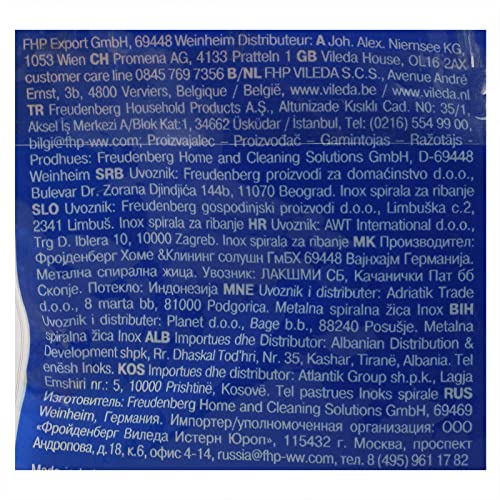 FHP Export GmbH, 69448 Weinheim Distributeur: A Joh. Alex. Niernsee KG,
1053 Wien CH Promena AG, 4133 Pratteln 1 GB Vileda House, OL16 2AX
customer care line 0845 769 7356 B/NL FHP VILEDA S.C.S., Avenue André
Ernst, 3b, 4800 Verviers, Belgique / België, www.vileda.be / www.vileda.nl
TR Freudenberg Household Products A.Ş., Altunizade Kısıklı Cad. N0: 35/1,
Aksel İş Merkezi A/Blok Kat:1, 34662 Üsküdar / İstanbul, Tel: (0216) 554 99 00,
bilgi@fhp-ww.com; Proizvajalec – Proizvođač – Gamintojas – Ražotājs -
Prodhues: Freudenberg Home and Cleaning Solutions GmbH, D-69448
Weinheim SRB Uvoznik: Freudenberg proizvodi za domaćinstvo d.o.o.,
Bulevar Dr. Zorana Djindjića 144b, 11070 Beograd. Inox spirala za ribanje
SLO Uvoznik: Freudenberg gospodinjski proizvodi d.o.o., Limbuška c.2,
2341 Limbuš. Inox spirala za ribanje HR Uvoznik: AWT International d.o.o.,
Trg D. Iblera 10, 10000 Zagreb. Inox spirala za ribanje MK Производител:
Фројденберг Хоме &Клининг солушн ГмБХ 69448 Вајнхајм Германија.
Метална спирална жица. Увозник: ЛАКШМИ СБ, Качанички Пат бб
Скопје. Потекло: Индонезија MNE Uvoznik i distributer: Adriatik Trade
d.o.o., 8 marta bb, 81000 Podgorica. Metalna spiralna žica Inox BIH
Uvoznik i distributer: Planet d.o.o., Bage b.b., 88240 Posušje. Metalna
spiralna žica Inox ALB Importues dhe Distributor: Albanian Distribution &
Development shpk, Rr. Dhaskal Tod'hri, Nr. 35, Kashar, Tiranë, Albania. Tel
enësh Inoks. KOS Importues dhe distributor: Atlantik Group sh.p.k., Lagja
Emshiri nr.: 5, 10000 Prishtinë, Kosovë. Tel pastrues Inoks spirale RUS
Изготовитель: Freudenberg Home and Cleaning Solutions GmbH, 69469
Weinheim, Германия. Импортер/уполномоченная организация: ООО
«Фройденберг Виледа Истерн Юроп», 115432 г. Москва, проспект
Андропова, д.18, к.6, офис 4-14, russia@fhp-ww.com, тел. 8 (495) 961 17 82
Made in